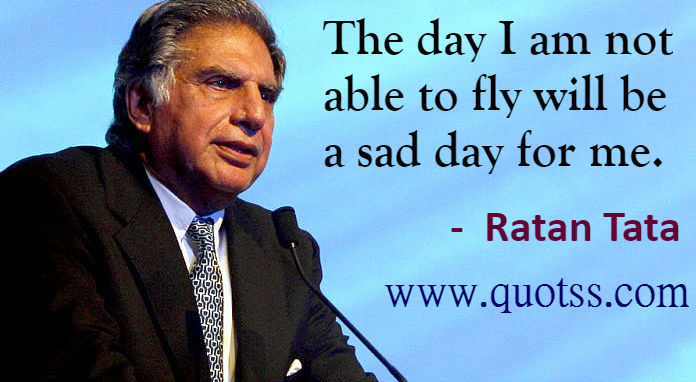 The day I am not
able to fly will be
a sad day for me.
- Ratan Tata
www.quotss.com